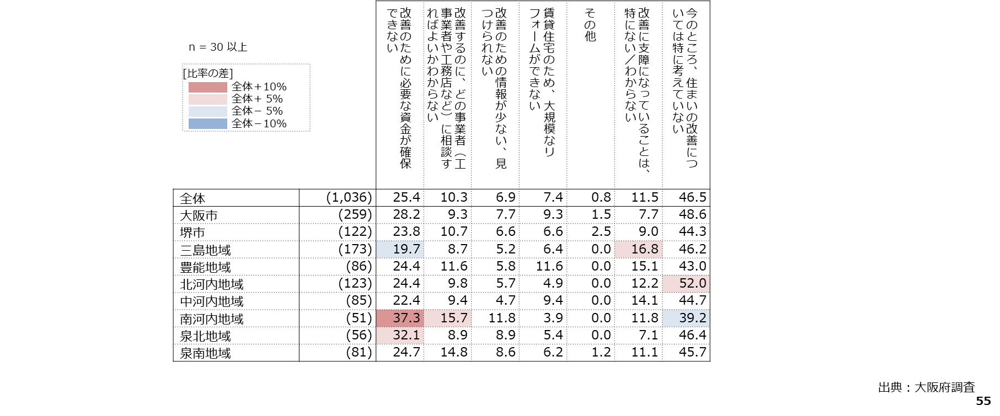 改善のために必要な資金が確保
できない
改善するのに、どの事業者（工
事業者や工務店など）に相談す
ればよいかわからない
改善のための情報が少ない、見
つけられない
賃貸住宅のため、大規模なリ
フォームができない
その他
改善に支障になっていることは、
特にない／わからない
今のところ、住まいの改善につ
いては特に考えていない
n = 30 以上
[比率の差]
全体＋10%
全体＋ 5%
全体－ 5%
全体－10%
全体 (1,036) 25.4 10.3 6.9 7.4 0.8 11.5 46.5
大阪市 (259) 28.2 9.3 7.7 9.3 1.5 7.7 48.6
堺市 (122) 23.8 10.7 6.6 6.6 2.5 9.0 44.3
三島地域 (173) 19.7 8.7 5.2 6.4 0.0 16.8 46.2
豊能地域 (86) 24.4 11.6 5.8 11.6 0.0 15.1 43.0
北河内地域 (123) 24.4 9.8 5.7 4.9 0.0 12.2 52.0
中河内地域 (85) 22.4 9.4 4.7 9.4 0.0 14.1 44.7
南河内地域 (51) 37.3 15.7 11.8 3.9 0.0 11.8 39.2
泉北地域 (56) 32.1 8.9 8.9 5.4 0.0 7.1 46.4
泉南地域 (81) 24.7 14.8 8.6 6.2 1.2 11.1 45.7
出典：大阪府調査
55